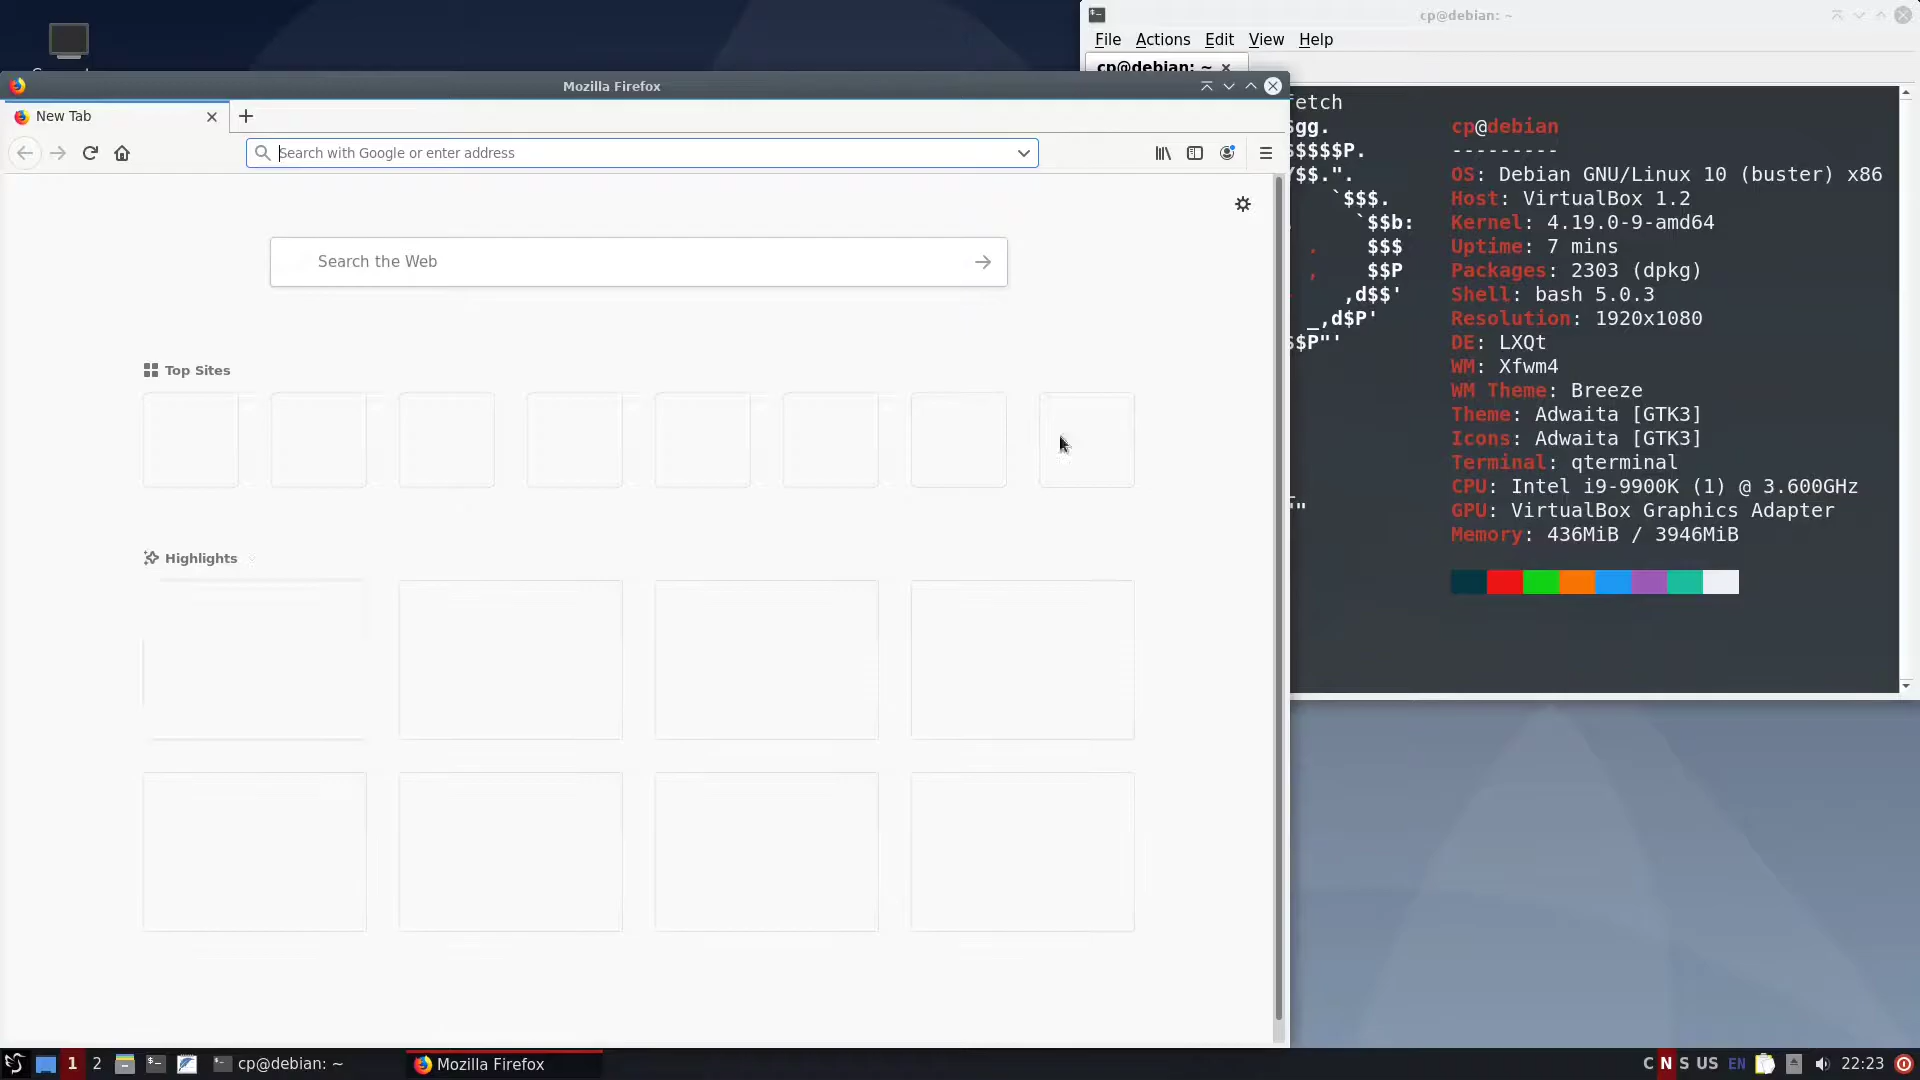 cp@debian: ~
File Actions Edit View Help
cp@debian: ~
Mozilla Firefox
New Tab
Search with Google or enter address
Search the Web
Top Sites
Highlights
etch
$gg.
$$$$$P.
/$$.".
`$$$.
`$$b:
. $$$
, $$P
,d$$'
_,d$P'
$$P"'
""
cp@debian
---------
OS: Debian GNU/Linux 10 (buster) x86
Host: VirtualBox 1.2
Kernel: 4.19.0-9-amd64
Uptime: 7 mins
Packages: 2303 (dpkg)
Shell: bash 5.0.3
Resolution: 1920x1080
DE: LXQt
WM: Xfwm4
WM Theme: Breeze
Theme: Adwaita [GTK3]
Icons: Adwaita [GTK3]
Terminal: qterminal
CPU: Intel i9-9900K (1) @ 3.600GHz
GPU: VirtualBox Graphics Adapter
Memory: 436MiB / 3946MiB
1 2 cp@debian: ~ Mozilla Firefox C N S US EN 22:23